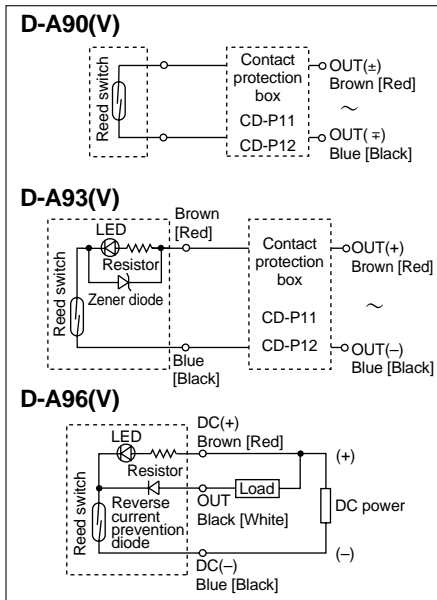 D-A90(V)
Reed switch
Contact
protection
box
CD-P11
CD-P12
OUT(±)
Brown [Red]
~
OUT(∓)
Blue [Black]
D-A93(V)
LED
Resistor
Zener diode
Reed switch
Brown
[Red]
Blue
[Black]
Contact
protection
box
CD-P11
CD-P12
OUT(+)
Brown [Red]
~
OUT(–)
Blue [Black]
D-A96(V)
LED
Resistor
Reverse
current
prevention
diode
Reed switch
DC(+)
Brown [Red]
Load
OUT
Black [White]
DC(–)
Blue [Black]
(+)
DC power
(–)